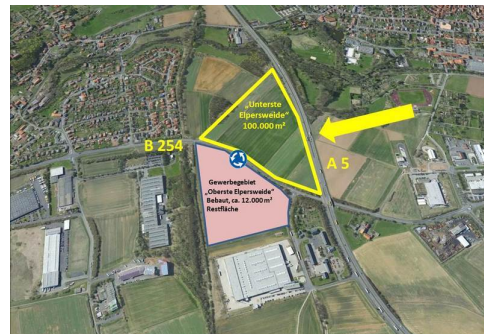 „Unterste
Elpersweide“
100.000 m²
B 254
A 5
Gewerbegebiet
„Oberste Elpersweide“
Bebaut, ca. 12.000 m²
Restfläche